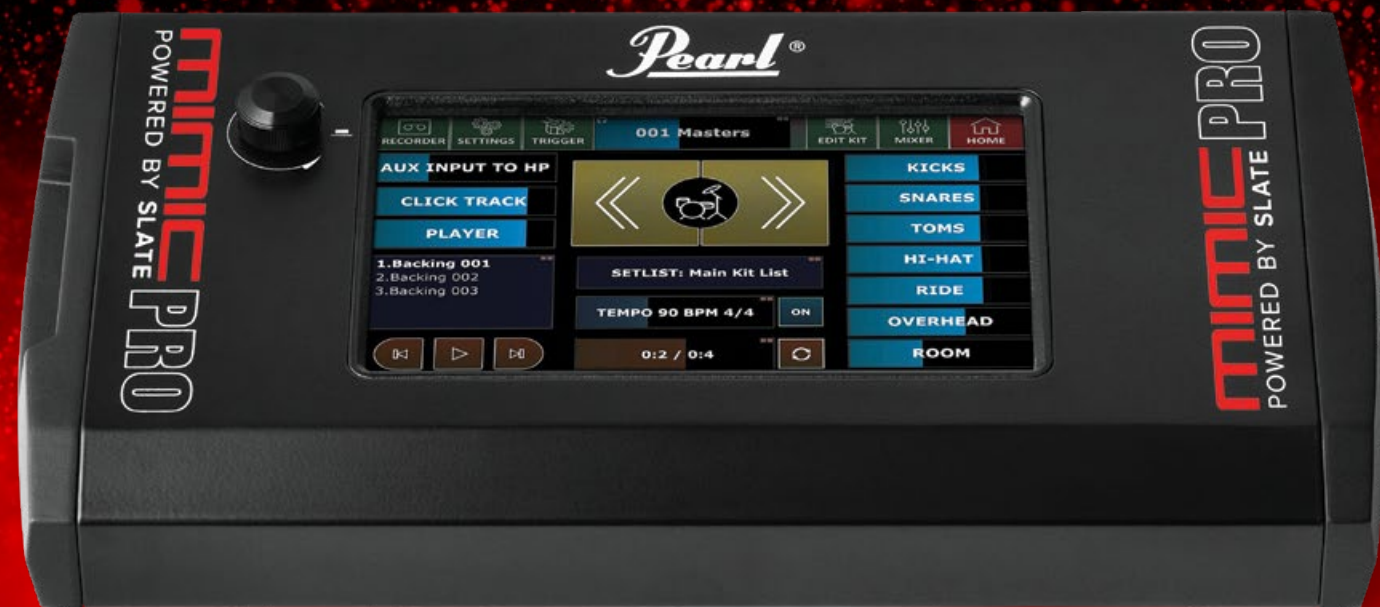 Pearl®
MIMIC PRO
POWERED BY SLATE
RECORDER
SETTINGS
TRIGGER
001 Masters
EDIT KIT
MIXER
HOME
AUX INPUT TO HP
CLICK TRACK
PLAYER
1.Backing 001
2.Backing 002
3.Backing 003
SETLIST: Main Kit List
TEMPO 90 BPM 4/4
ON
0:2 / 0:4
KICKS
SNARES
TOMS
HI-HAT
RIDE
OVERHEAD
ROOM
MIMIC PRO
POWERED BY SLATE